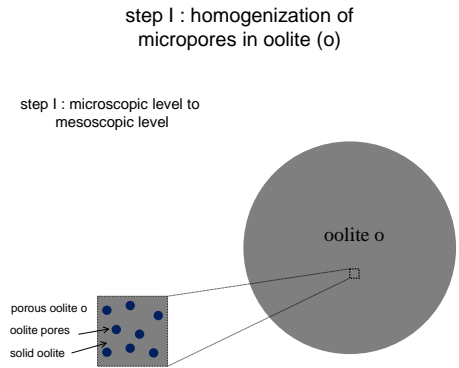 step I : homogenization of
micropores in oolite (o)
step I : microscopic level to
mesoscopic level
oolite o
porous oolite o
oolite pores
solid oolite